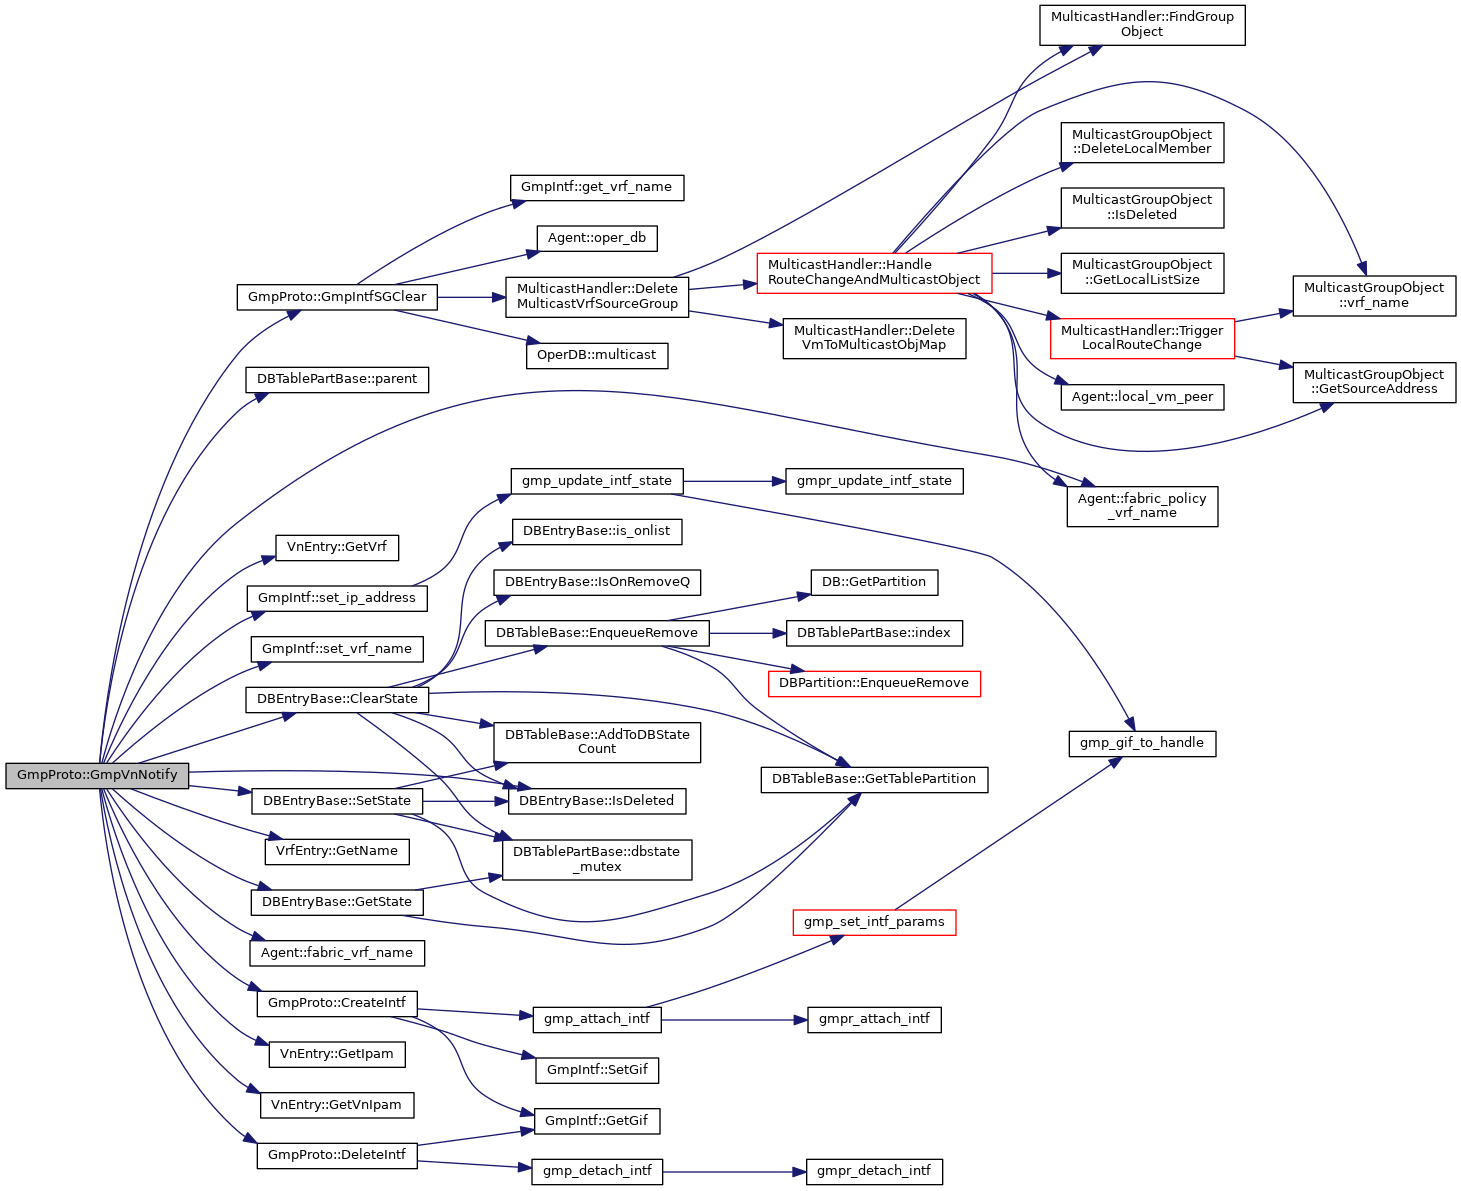 MulticastHandler::FindGroup
Object
MulticastGroupObject
::DeleteLocalMember
GmpIntf::get_vrf_name
MulticastGroupObject
::IsDeleted
Agent::oper_db
MulticastHandler::Handle
RouteChangeAndMulticastObject
MulticastGroupObject
::GetLocalListSize
GmpProto::GmpIntfSGClear
MulticastHandler::Delete
MulticastVrfSourceGroup
MulticastGroupObject
::vrf_name
MulticastHandler::Delete
VmToMulticastObjMap
MulticastHandler::Trigger
LocalRouteChange
OperDB::multicast
DBTablePartBase::parent
MulticastGroupObject
::GetSourceAddress
Agent::local_vm_peer
gmp_update_intf_state
gmpr_update_intf_state
Agent::fabric_policy
_vrf_name
DBEntryBase::is_onlist
VnEntry::GetVrf
DBEntryBase::IsOnRemoveQ
DB::GetPartition
GmpIntf::set_ip_address
DBTableBase::EnqueueRemove
DBTablePartBase::index
GmpIntf::set_vrf_name
DBPartition::EnqueueRemove
DBEntryBase::ClearState
DBTableBase::AddToDBState
Count
gmp_gif_to_handle
GmpProto::GmpVnNotify
DBTableBase::GetTablePartition
DBEntryBase::SetState
DBEntryBase::IsDeleted
VrfEntry::GetName
DBTablePartBase::dbstate
_mutex
DBEntryBase::GetState
gmp_set_intf_params
Agent::fabric_vrf_name
GmpProto::CreateIntf
gmp_attach_intf
gmpr_attach_intf
VnEntry::GetIpam
GmpIntf::SetGif
VnEntry::GetVnIpam
GmpIntf::GetGif
GmpProto::DeleteIntf
gmp_detach_intf
gmpr_detach_intf